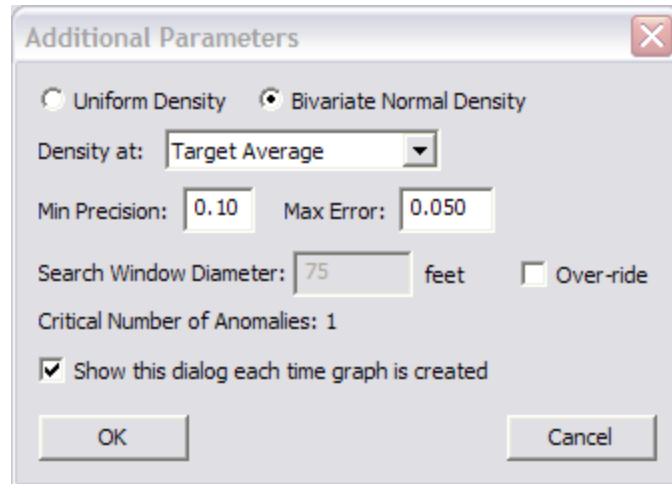 Additional Parameters
Uniform Density Bivariate Normal Density
Density at: Target Average
Min Precision: 0.10 Max Error: 0.050
Search Window Diameter: 75 feet Over-ride
Critical Number of Anomalies: 1
Show this dialog each time graph is created
OK Cancel